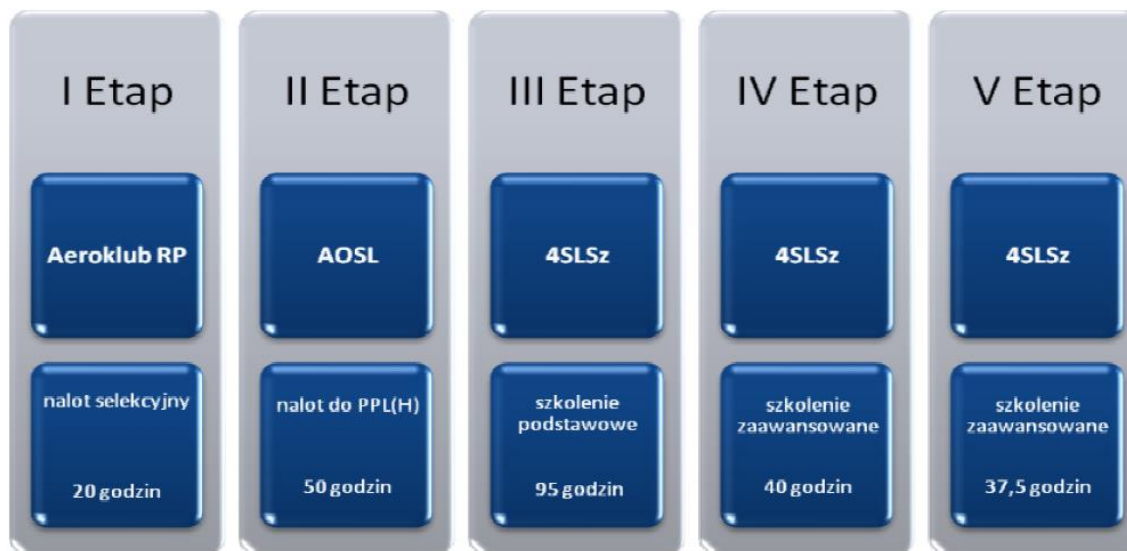 I Etap
Aeroklub RP
nalot selekcyjny
20 godzin
II Etap
AOSL
nalot do PPL(H)
50 godzin
III Etap
4SLSz
szkolenie
podstawowe
95 godzin
IV Etap
4SLSz
szkolenie
zaawansowane
40 godzin
V Etap
4SLSz
szkolenie
zaawansowane
37,5 godzin